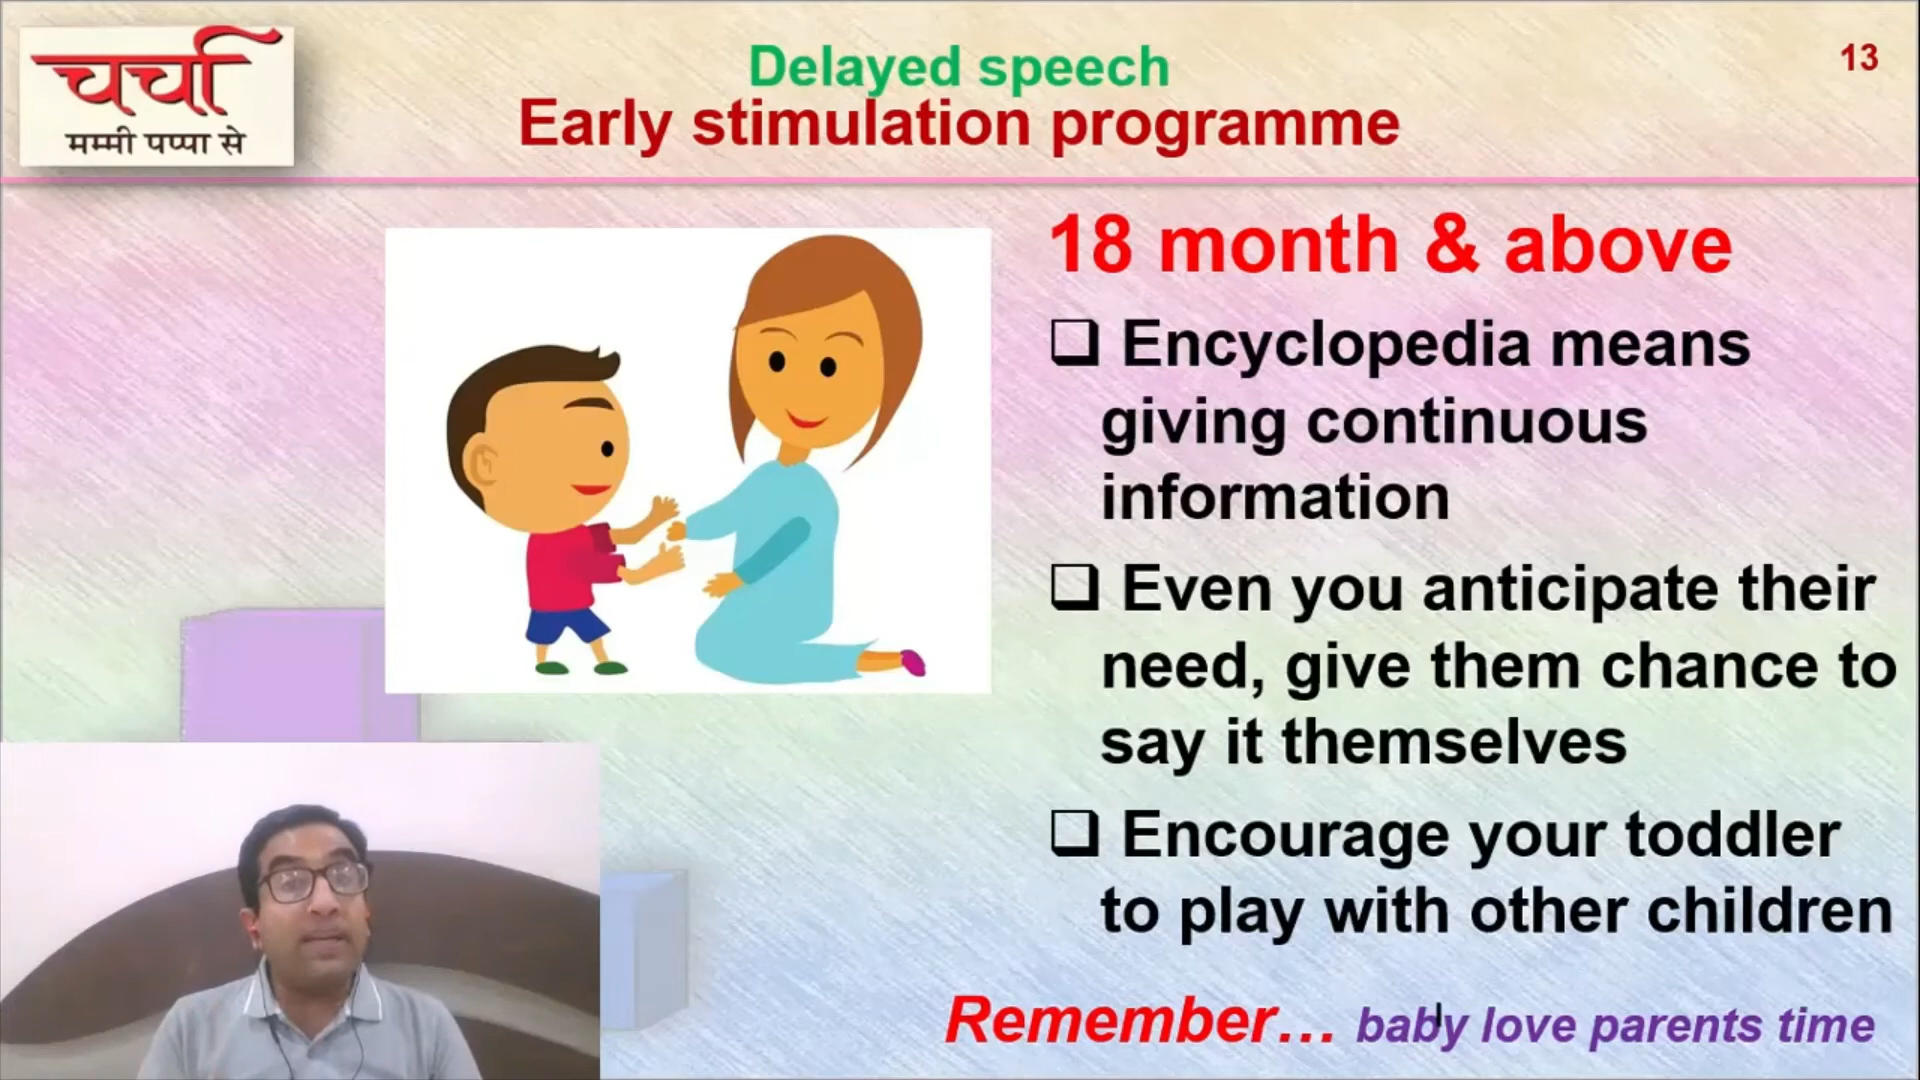 चर्चा
मम्मी पप्पा से
Delayed speech
Early stimulation programme
13
18 month & above
❑ Encyclopedia means
giving continuous
information
❑ Even you anticipate their
need, give them chance to
say it themselves
❑ Encourage your toddler
to play with other children
Remember... baby love parents time